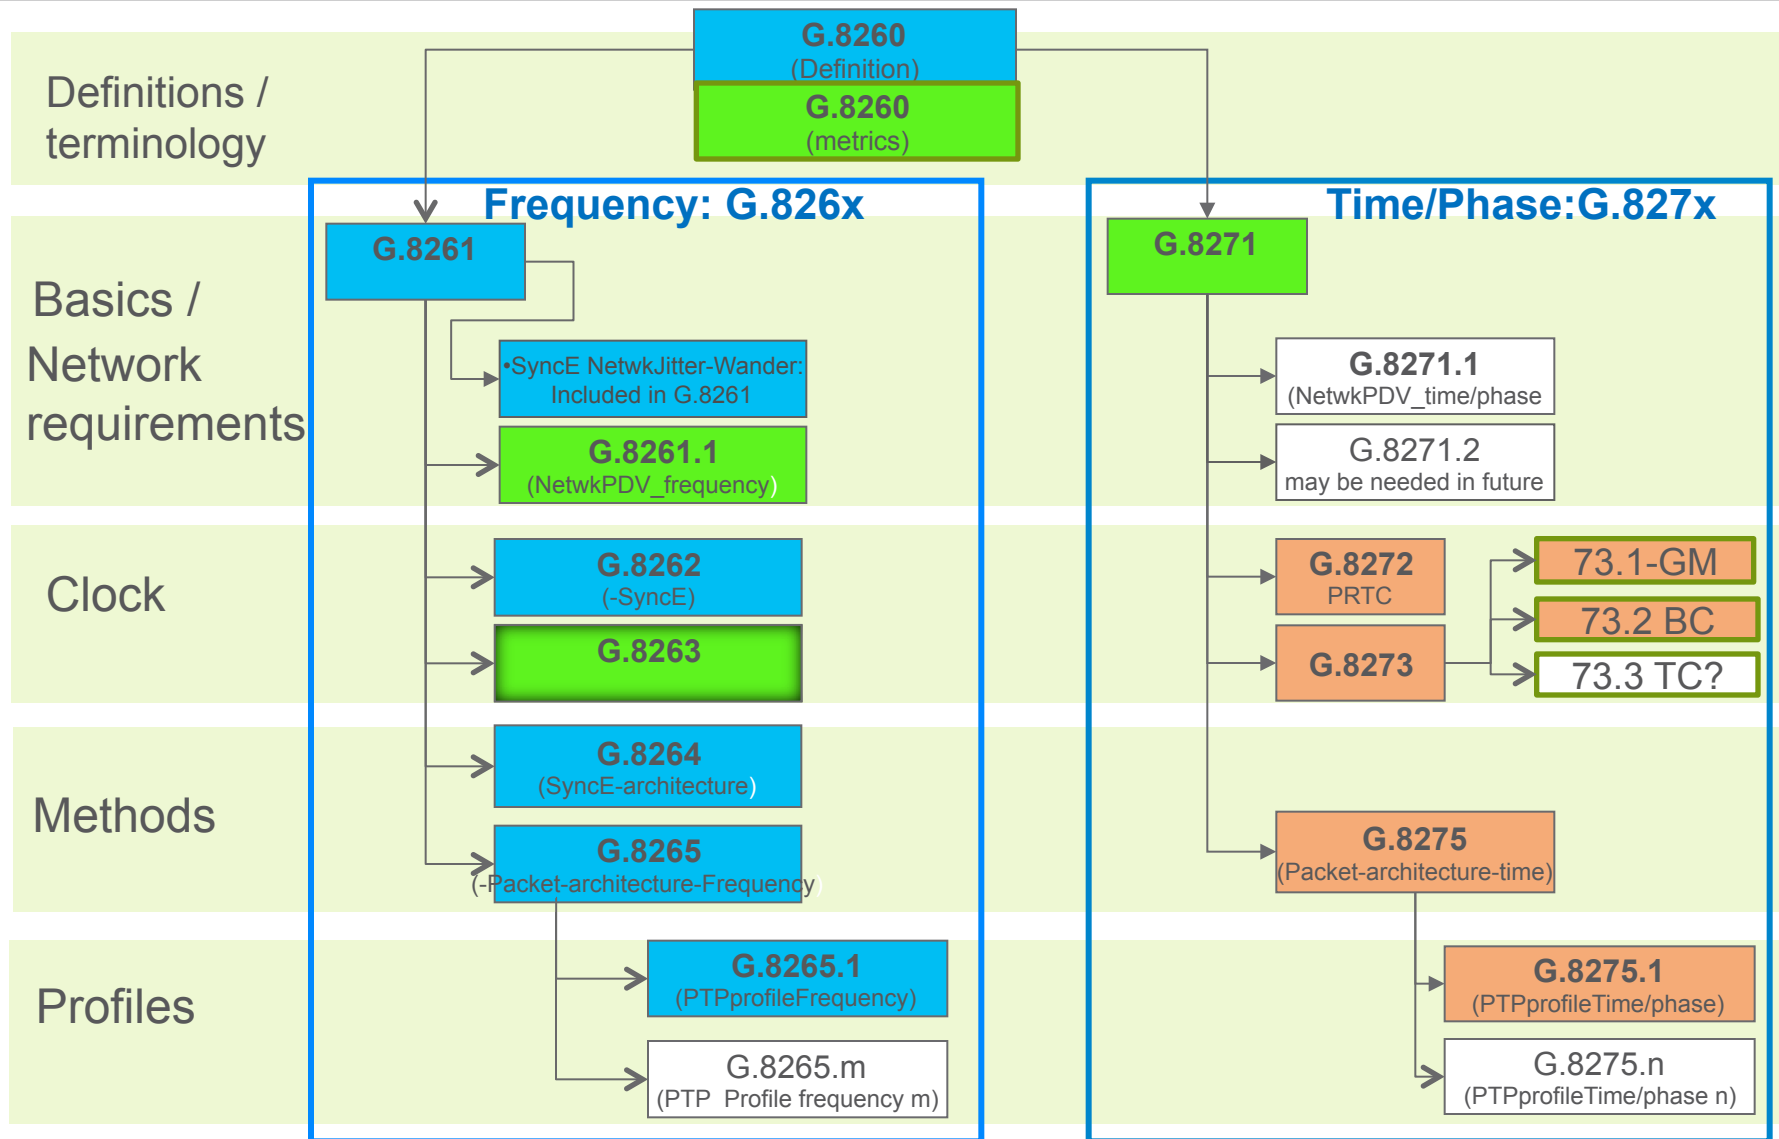 G.8260
(Definition)
G.8260
(metrics)
Definitions /
terminology
Frequency: G.826x
Time/Phase:G.827x
Basics /
Network
requirements
G.8261
•SyncE NetwkJitter-Wander:
Included in G.8261
G.8261.1
(NetwkPDV_frequency)
G.8271
G.8271.1
(NetwkPDV_time/phase
G.8271.2
may be needed in future
Clock
G.8262
(-SyncE)
G.8263
G.8272
PRTC
G.8273
73.1-GM
73.2 BC
73.3 TC?
Methods
G.8264
(SyncE-architecture)
G.8265
(-Packet-architecture-Frequency)
G.8275
(Packet-architecture-time)
Profiles
G.8265.1
(PTPprofileFrequency)
G.8265.m
(PTP Profile frequency m)
G.8275.1
(PTPprofileTime/phase)
G.8275.n
(PTPprofileTime/phase n)